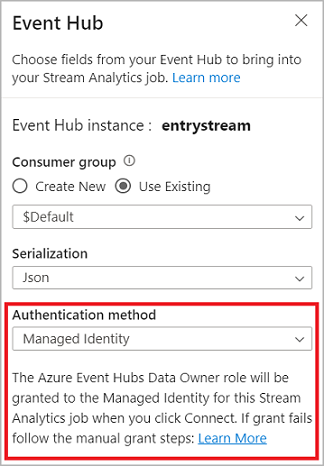 Event Hub
Choose fields from your Event Hub to bring into
your Stream Analytics job. Learn more
Event Hub instance : entrystream
Consumer group
Create New
Use Existing
$Default
Serialization
Json
Authentication method
Managed Identity
The Azure Event Hubs Data Owner role will be
granted to the Managed Identity for this Stream
Analytics job when you click Connect. If grant fails
follow the manual grant steps: Learn More